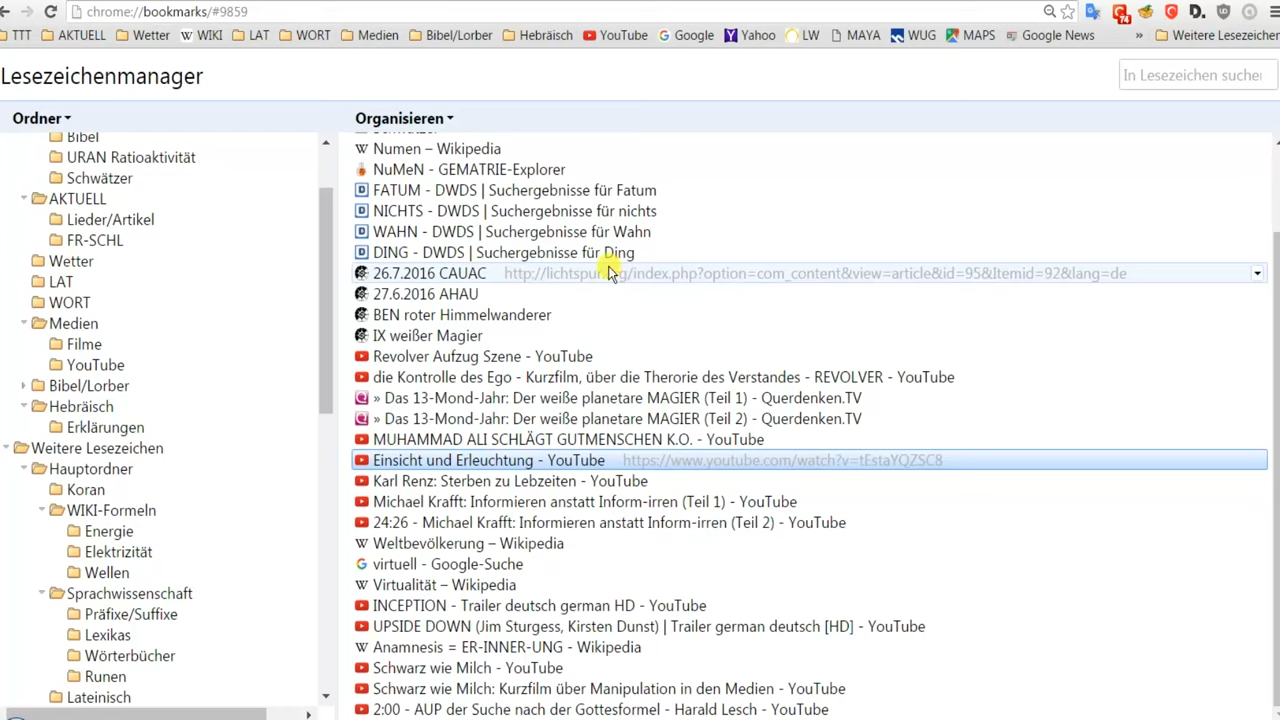 chrome://bookmarks/#9859
74
TTT AKTUELL Wetter WIKI LAT WORT Medien Bibel/Lorber Hebräisch YouTube Google Yahoo LW MAYA WUG MAPS Google News » Weitere Lesezeichen
Lesezeichenmanager
In Lesezeichen suchen
Ordner
Organisieren
Bibel
URAN Ratioaktivität
Schwätzer
AKTUELL
Lieder/Artikel
FR-SCHL
Wetter
LAT
WORT
Medien
Filme
YouTube
Bibel/Lorber
Hebräisch
Erklärungen
Weitere Lesezeichen
Hauptordner
Koran
WIKI-Formeln
Energie
Elektrizität
Wellen
Sprachwissenschaft
Präfixe/Suffixe
Lexikas
Wörterbücher
Runen
Lateinisch
Numen – Wikipedia
NuMeN - GEMATRIE-Explorer
FATUM - DWDS | Suchergebnisse für Fatum
NICHTS - DWDS | Suchergebnisse für nichts
WAHN - DWDS | Suchergebnisse für Wahn
DING - DWDS | Suchergebnisse für Ding
26.7.2016 CAUAC
27.6.2016 AHAU
BEN roter Himmelwanderer
IX weißer Magier
Revolver Aufzug Szene - YouTube
die Kontrolle des Ego - Kurzfilm, über die Therorie des Verstandes - REVOLVER - YouTube
» Das 13-Mond-Jahr: Der weiße planetare MAGIER (Teil 1) - Querdenken.TV
» Das 13-Mond-Jahr: Der weiße planetare MAGIER (Teil 2) - Querdenken.TV
MUHAMMAD ALI SCHLÄGT GUTMENSCHEN K.O. - YouTube
Einsicht und Erleuchtung - YouTube https://www.youtube.com/watch?v=tEstaYQZSC8
Karl Renz: Sterben zu Lebzeiten - YouTube
Michael Krafft: Informieren anstatt Inform-irren (Teil 1) - YouTube
24:26 - Michael Krafft: Informieren anstatt Inform-irren (Teil 2) - YouTube
Weltbevölkerung – Wikipedia
virtuell - Google-Suche
Virtualität – Wikipedia
INCEPTION - Trailer deutsch german HD - YouTube
UPSIDE DOWN (Jim Sturgess, Kirsten Dunst) | Trailer german deutsch [HD] - YouTube
Anamnesis = ER-INNER-UNG - Wikipedia
Schwarz wie Milch - YouTube
Schwarz wie Milch: Kurzfilm über Manipulation in den Medien - YouTube
2:00 - AUP der Suche nach der Gottesformel - Harald Lesch - YouTube